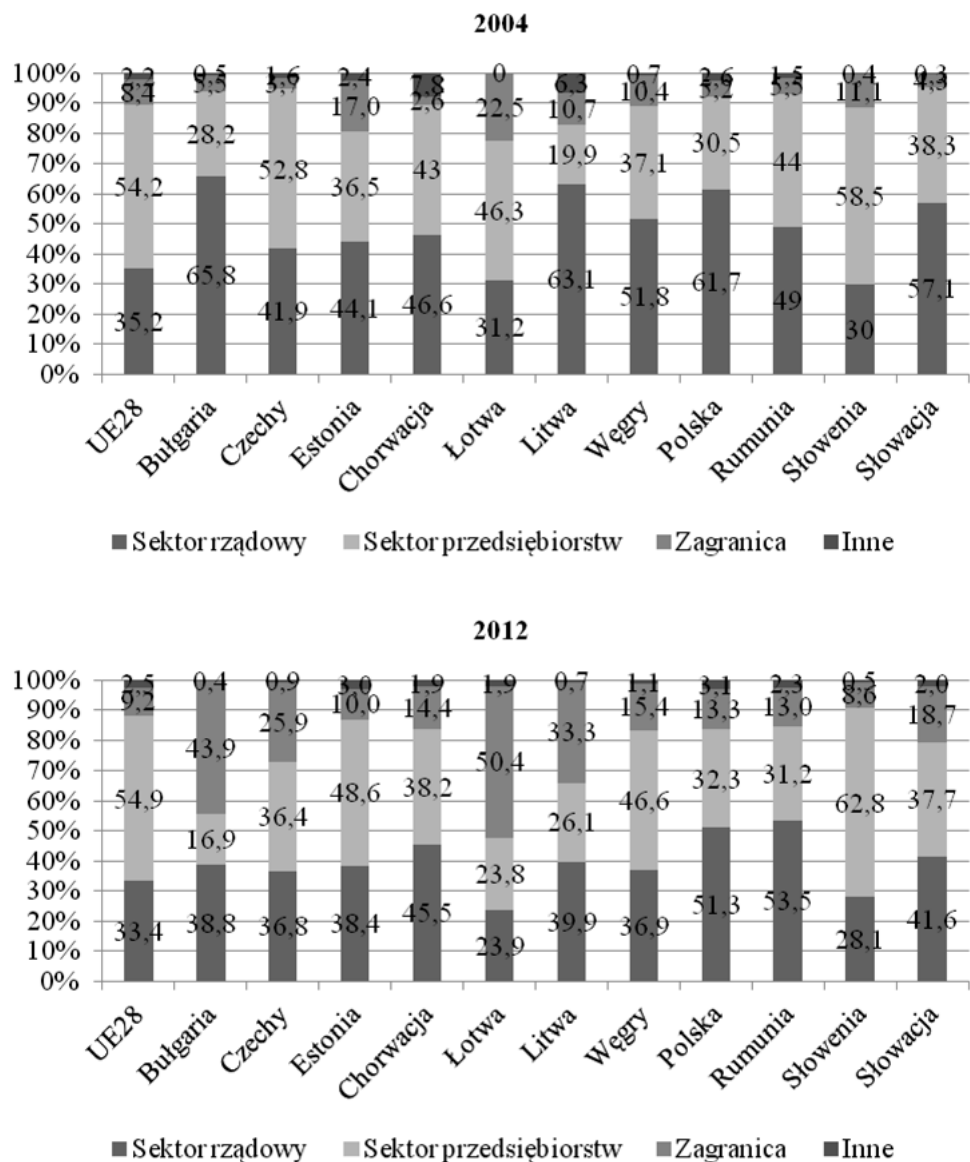 2004
100% 2,2 0,5 1,6 2,4 7,8 0 6,3 0,7 2,6 1,5 0,4 0,3
90% 8,4 5,5 3,7 17,0 2,6 22,5 10,7 10,4 5,2 5,5 11,1 4,3
80%
70% 54,2 28,2 52,8 36,5 43 46,3 19,9 37,1 30,5 44 58,5 38,3
60%
50%
40%
30% 35,2 65,8 41,9 44,1 46,6 31,2 63,1 51,8 61,7 49 30 57,1
20%
10%
0%
UE28 Bułgaria Czechy Estonia Chorwacja Łotwa Litwa Węgry Polska Rumunia Słowenia Słowacja
Sektor rządowy Sektor przedsiębiorstw Zagranica Inne
2012
100% 2,5 0,4 0,9 3,0 1,9 1,9 0,7 1,1 3,1 2,3 0,5 2,0
90% 9,2 43,9 25,9 10,0 14,4 50,4 33,3 15,4 13,3 13,0 8,6 18,7
80%
70%
60% 54,9 16,9 36,4 48,6 38,2 23,8 26,1 46,6 32,3 31,2 62,8 37,7
50%
40%
30%
20% 33,4 38,8 36,8 38,4 45,5 23,9 39,9 36,9 51,3 53,5 28,1 41,6
10%
0%
UE28 Bułgaria Czechy Estonia Chorwacja Łotwa Litwa Węgry Polska Rumunia Słowenia Słowacja
Sektor rządowy Sektor przedsiębiorstw Zagranica Inne